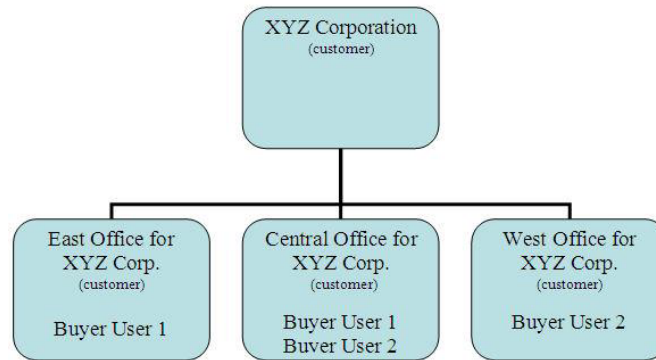 XYZ Corporation
(customer)
East Office for
XYZ Corp.
(customer)
Buyer User 1
Central Office for
XYZ Corp.
(customer)
Buyer User 1
Buyer User 2
West Office for
XYZ Corp.
(customer)
Buyer User 2